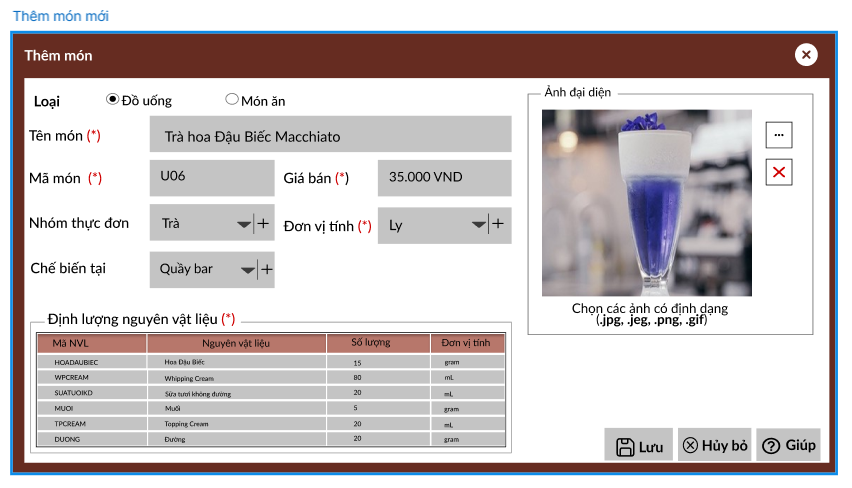 Thêm món mới
Thêm món
Loại Đồ uống Món ăn
Tên món (*) Trà hoa Đậu Biếc Macchiato
Mã món (*) U06 Giá bán (*) 35.000 VND
Nhóm thực đơn Trà + Đơn vị tính (*) Ly +
Chế biến tại Quầy bar +
Ảnh đại diện
...
Chọn các ảnh có định dạng
(.jpg, .jeg, .png, .gif)
Định lượng nguyên vật liệu (*)
Mã NVL Nguyên vật liệu Số lượng Đơn vị tính
HOADAUBIEC Hoa Đậu Biếc 15 gram
WPCREAM Whipping Cream 80 mL
SUATUOIKD Sữa tươi không đường 20 mL
MUOI Muối 5 gram
TPCREAM Topping Cream 20 mL
DUONG Đường 20 gram
Lưu Hủy bỏ Giúp